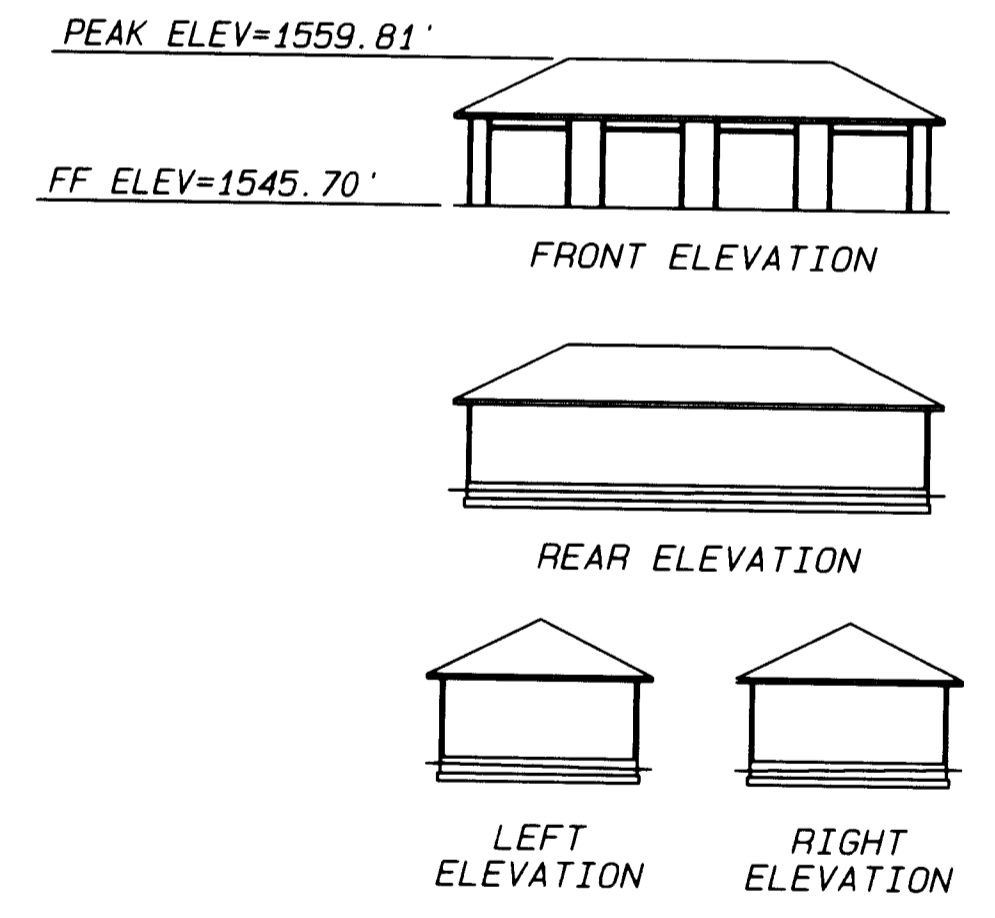 PEAK ELEV=1559.81'
FF ELEV=1545.70'
FRONT ELEVATION
REAR ELEVATION
LEFT
ELEVATION
RIGHT
ELEVATION